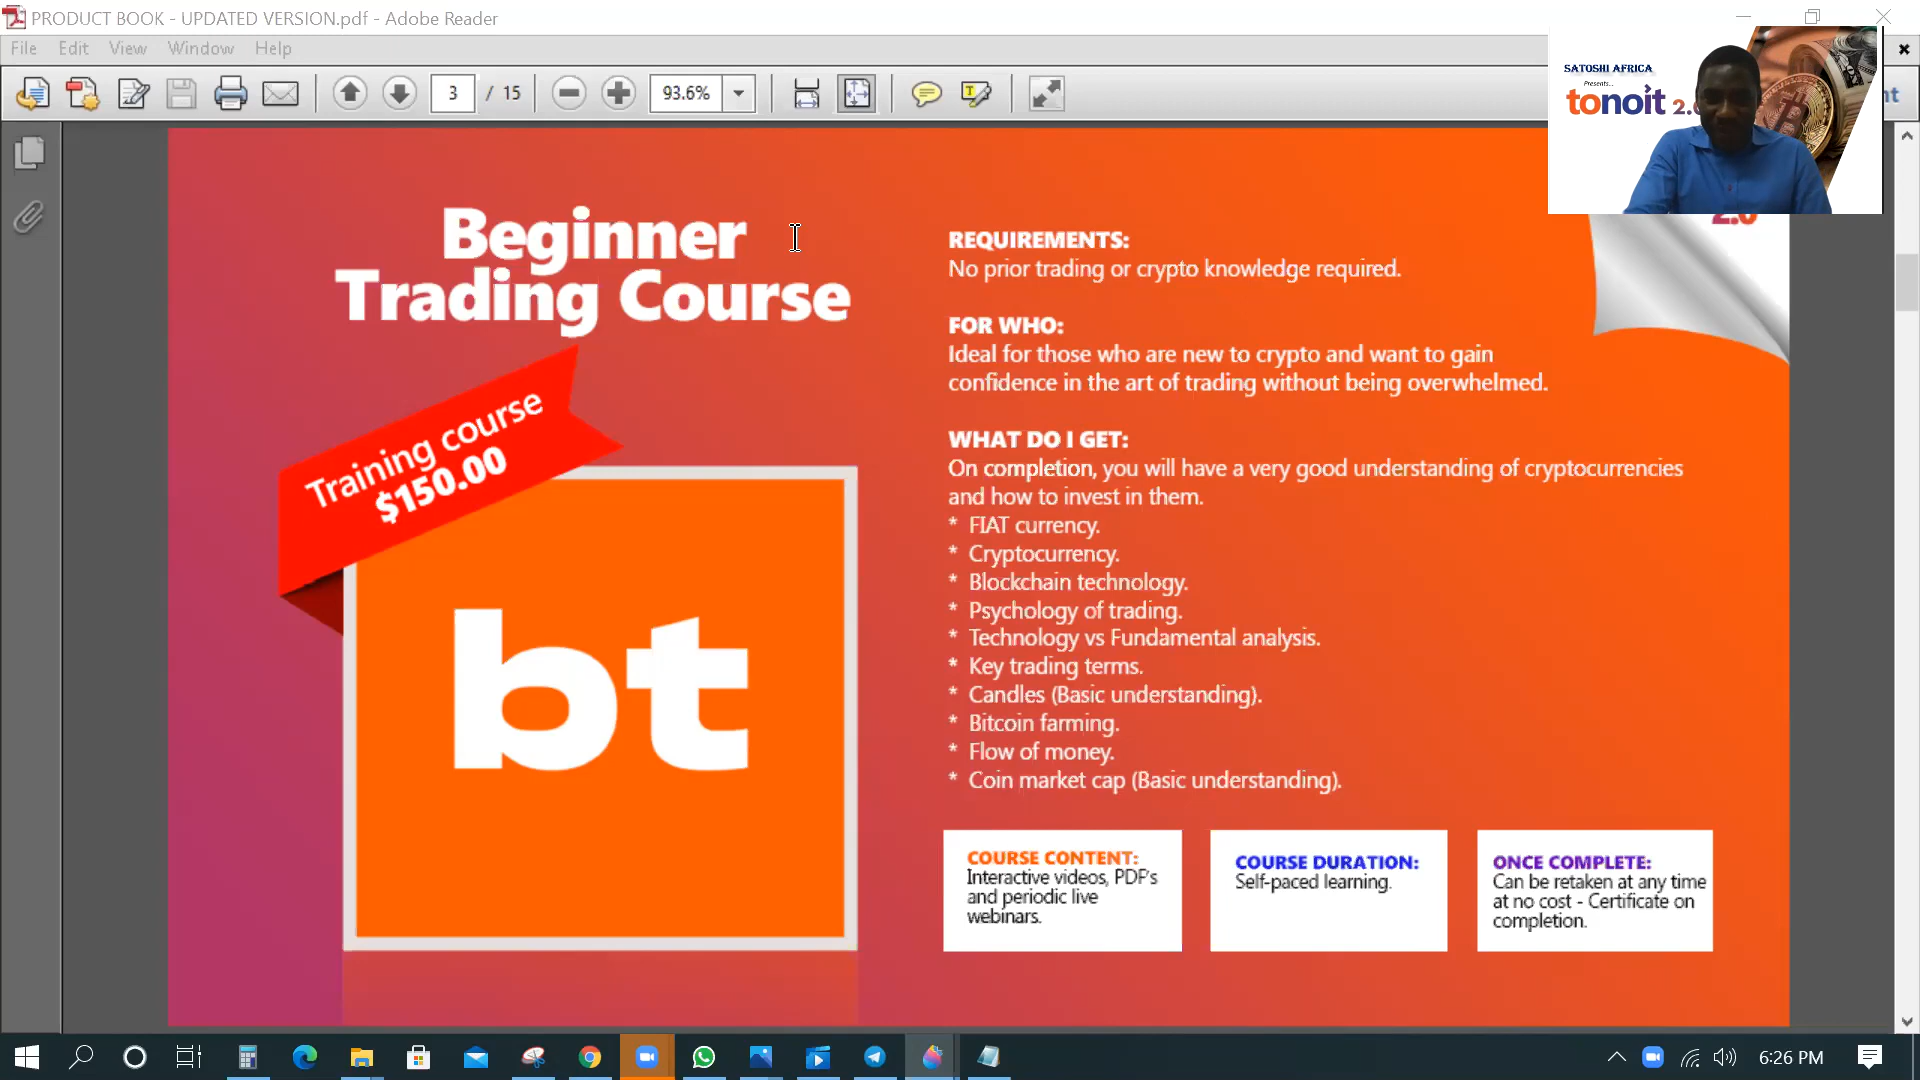 PRODUCT BOOK - UPDATED VERSION.pdf - Adobe Reader
File Edit View Window Help
3 / 15 93.6%
nt
SATOSHI AFRICA
Presents...
tonoit 2.0
2.0
Beginner
Trading Course
Training course
$150.00
bt
REQUIREMENTS:
No prior trading or crypto knowledge required.
FOR WHO:
Ideal for those who are new to crypto and want to gain
confidence in the art of trading without being overwhelmed.
WHAT DO I GET:
On completion, you will have a very good understanding of cryptocurrencies
and how to invest in them.
* FIAT currency.
* Cryptocurrency.
* Blockchain technology.
* Psychology of trading.
* Technology vs Fundamental analysis.
* Key trading terms.
* Candles (Basic understanding).
* Bitcoin farming.
* Flow of money.
* Coin market cap (Basic understanding).
COURSE CONTENT:
Interactive videos, PDF's
and periodic live
webinars.
COURSE DURATION:
Self-paced learning.
ONCE COMPLETE:
Can be retaken at any time
at no cost - Certificate on
completion.
6:26 PM